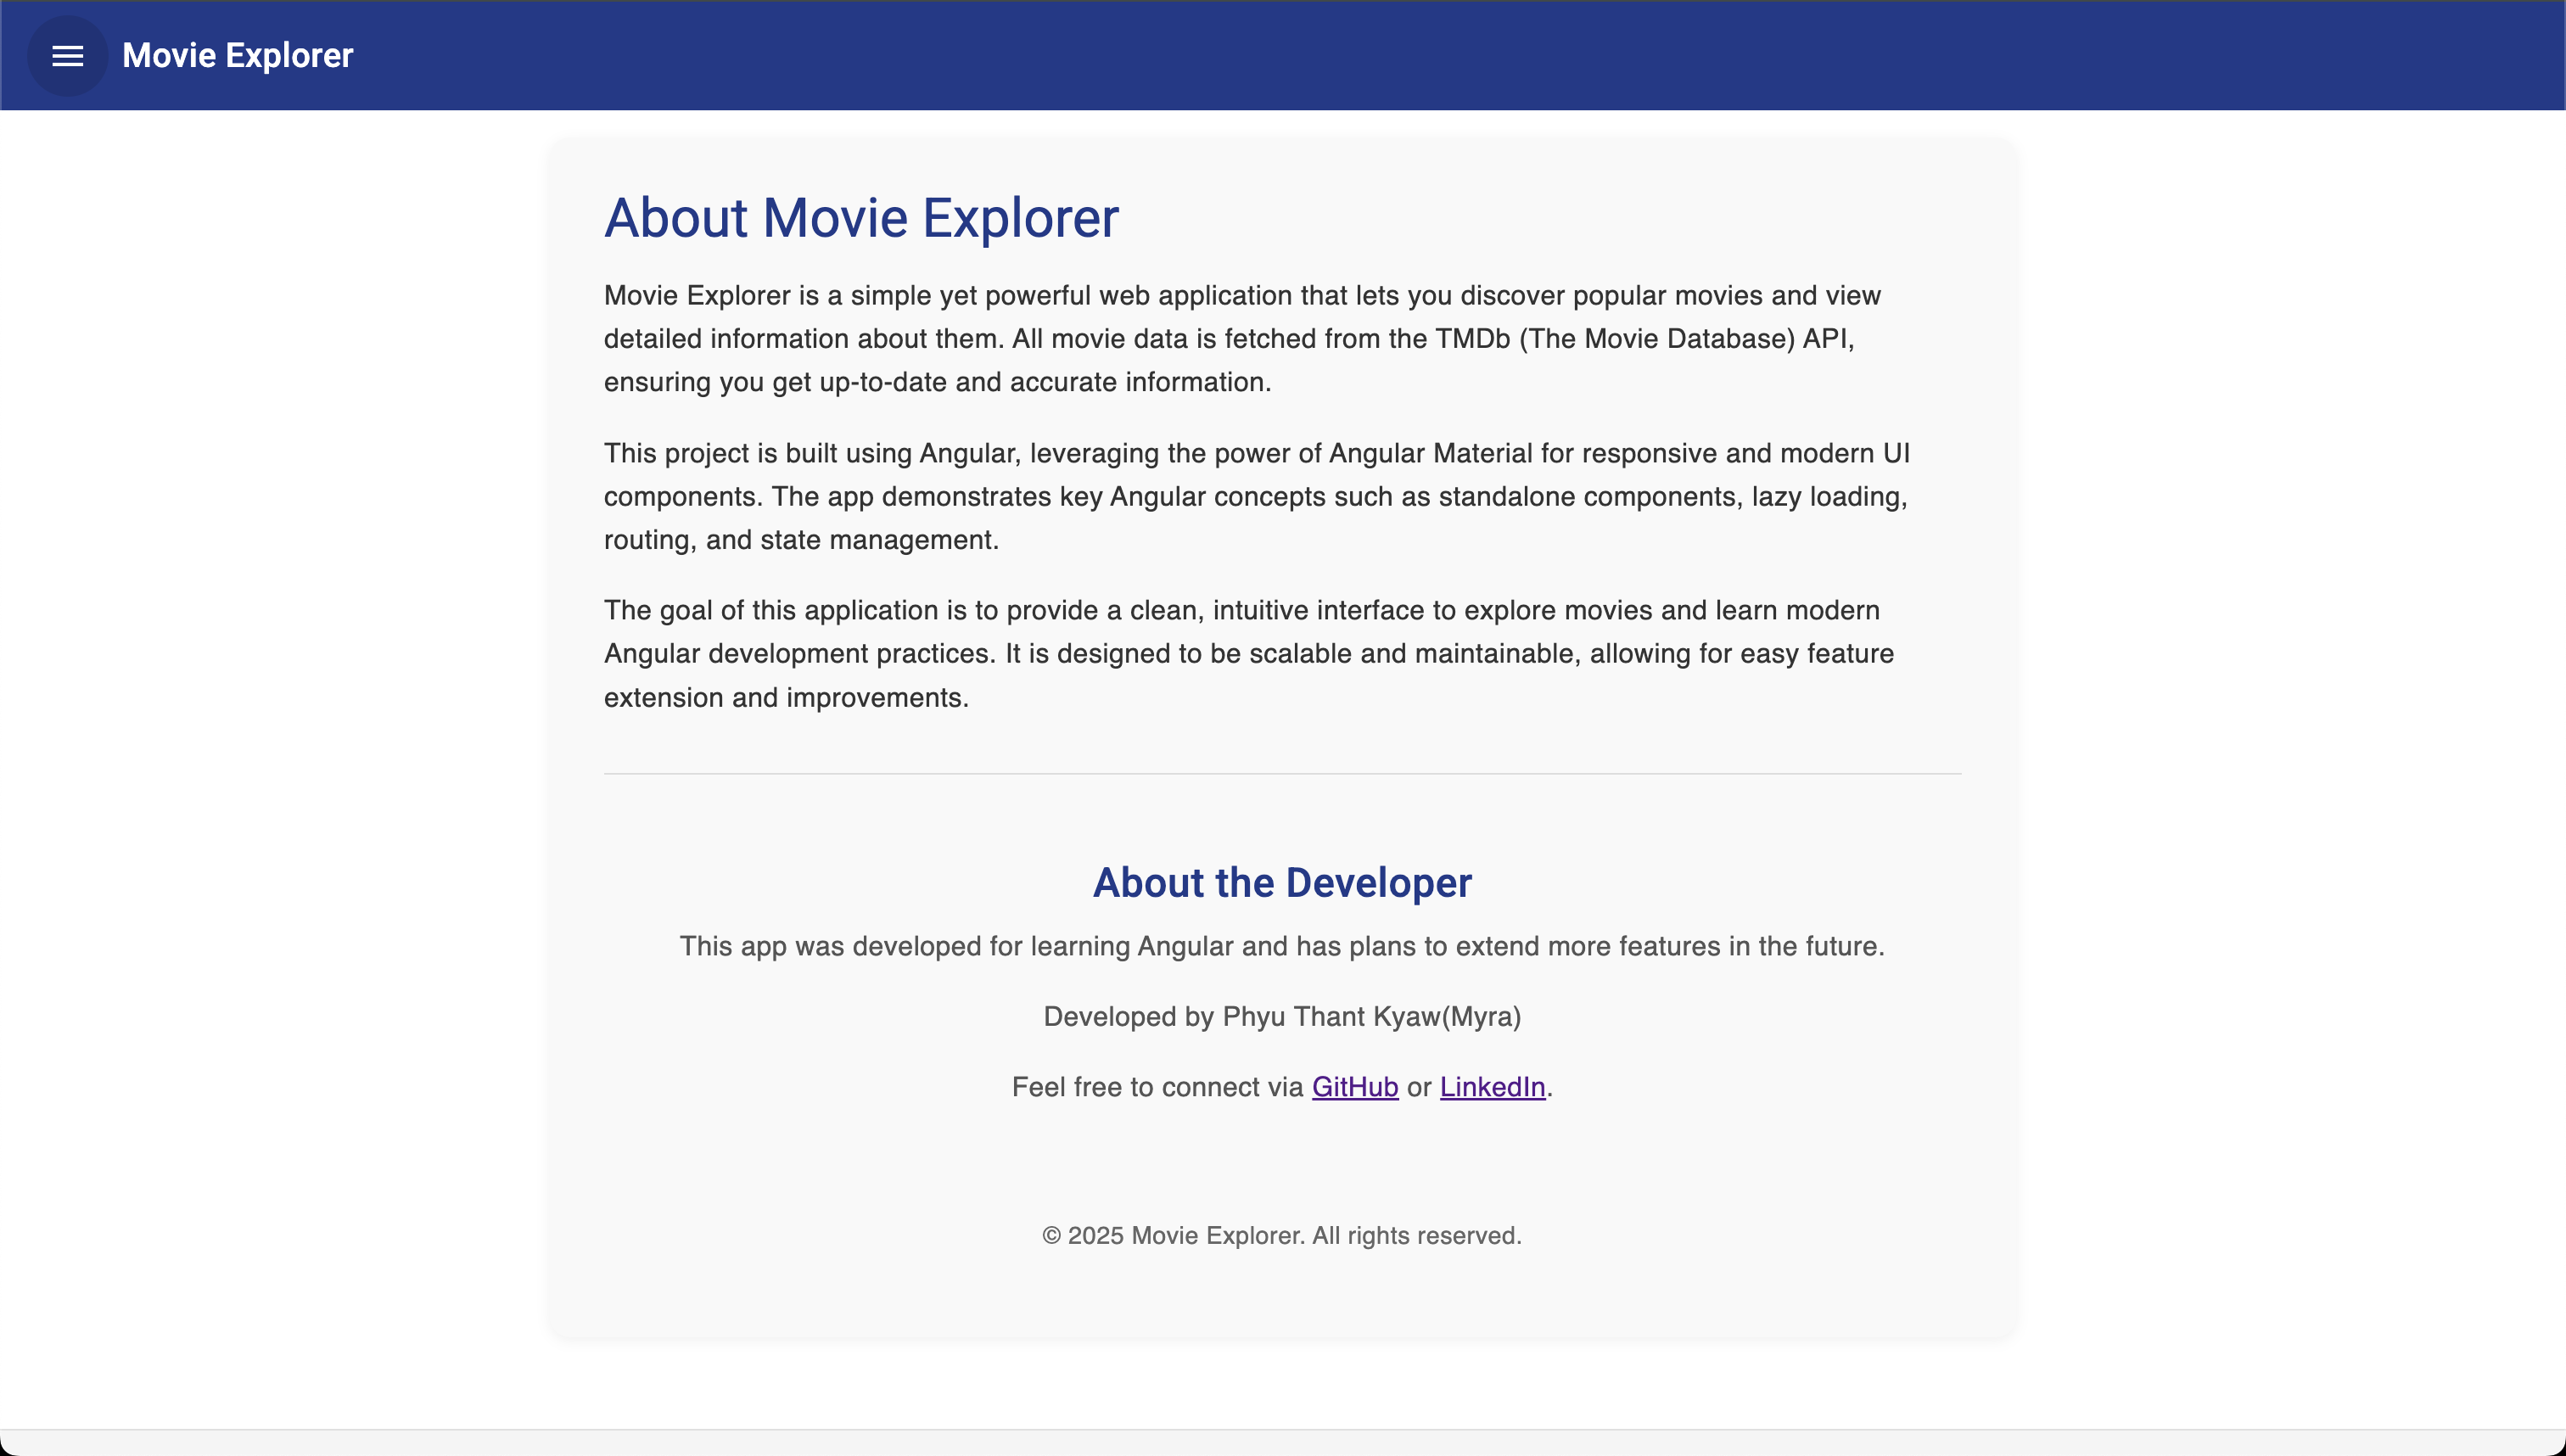 Movie Explorer
About Movie Explorer
Movie Explorer is a simple yet powerful web application that lets you discover popular movies and view
detailed information about them. All movie data is fetched from the TMDb (The Movie Database) API,
ensuring you get up-to-date and accurate information.
This project is built using Angular, leveraging the power of Angular Material for responsive and modern UI
components. The app demonstrates key Angular concepts such as standalone components, lazy loading,
routing, and state management.
The goal of this application is to provide a clean, intuitive interface to explore movies and learn modern
Angular development practices. It is designed to be scalable and maintainable, allowing for easy feature
extension and improvements.
About the Developer
This app was developed for learning Angular and has plans to extend more features in the future.
Developed by Phyu Thant Kyaw(Myra)
Feel free to connect via GitHub or LinkedIn.
© 2025 Movie Explorer. All rights reserved.